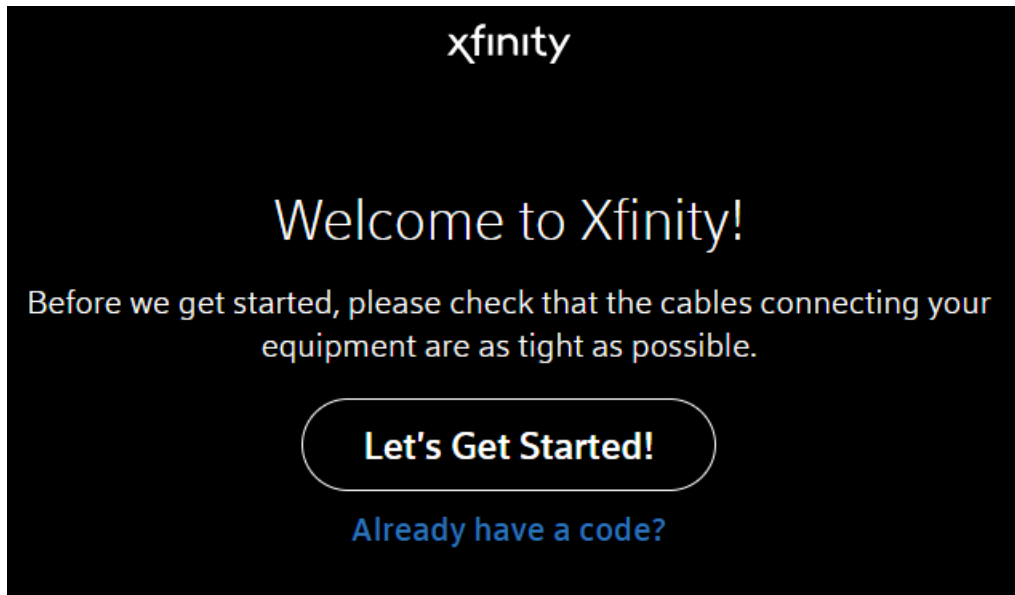 xfinity
Welcome to Xfinity!
Before we get started, please check that the cables connecting your
equipment are as tight as possible.
Let's Get Started!
Already have a code?